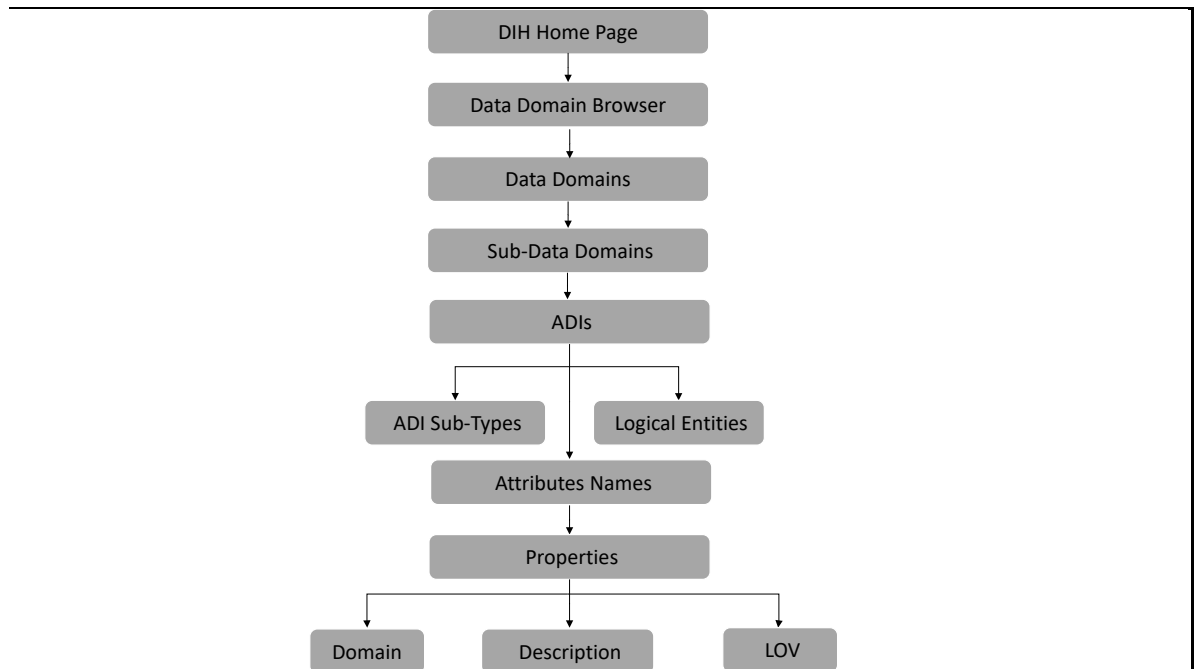 DIH Home Page
Data Domain Browser
Data Domains
Sub-Data Domains
ADIs
ADI Sub-Types
Logical Entities
Attributes Names
Properties
Domain
Description
LOV